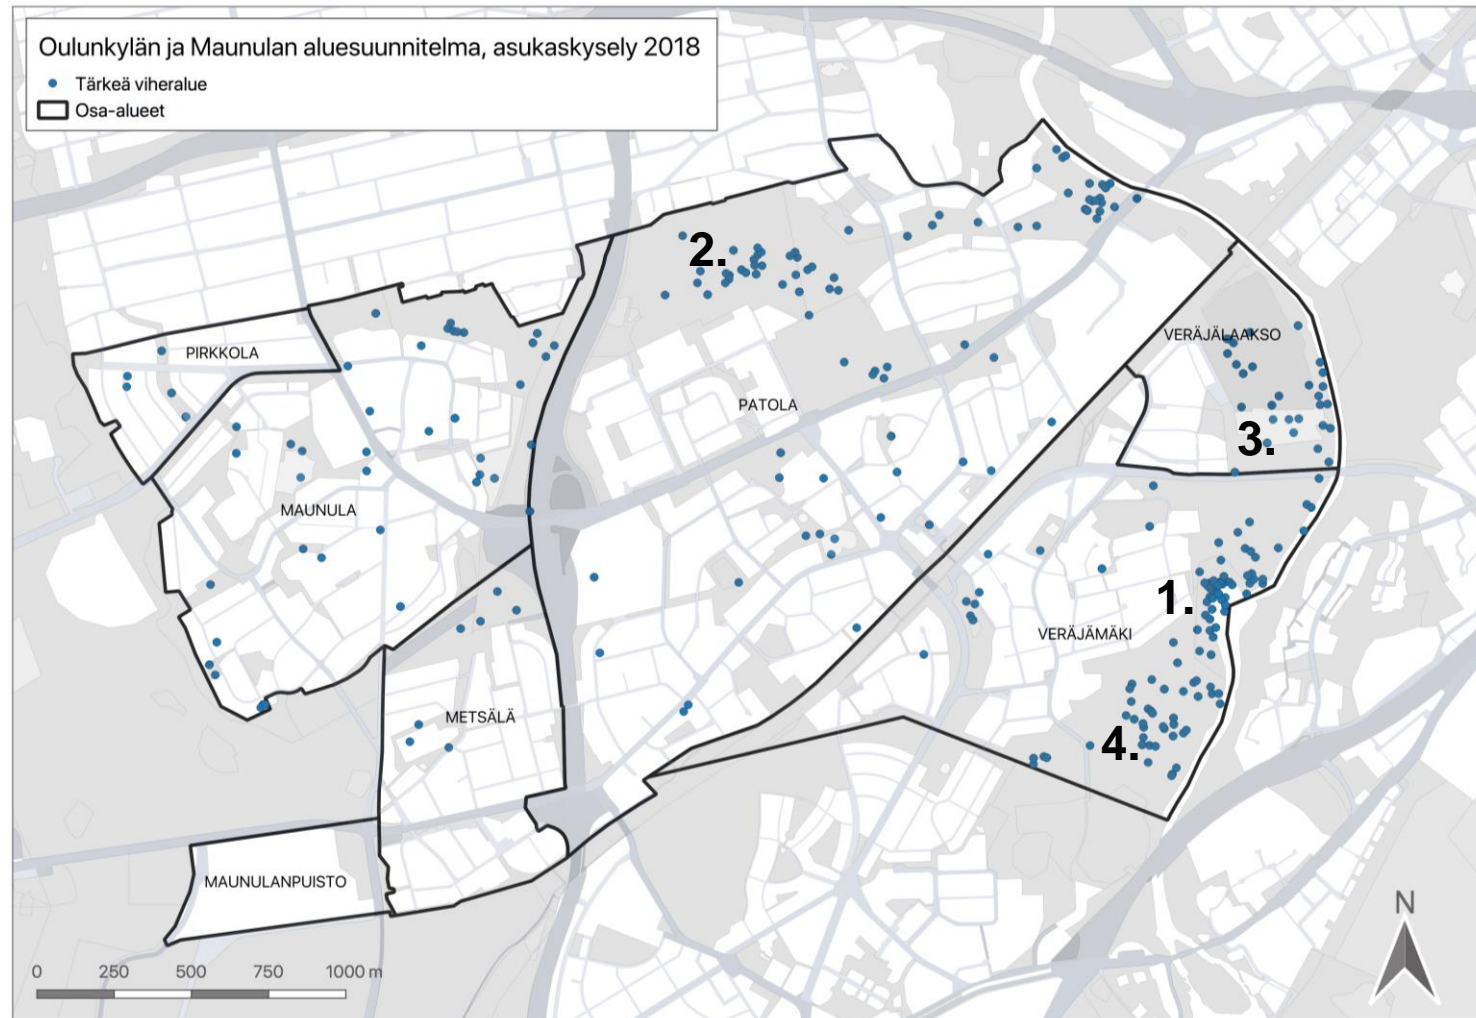 Oulunkylän ja Maunulan aluesuunnitelma, asukaskysely 2018
Tärkeä viheralue
Osa-alueet
2.
VERÄJÄLAAKSO
PIRKKOLA
PATOLA
3.
MAUNULA
1.
VERÄJÄMÄKI
METSÄLÄ
4.
MAUNULANPUISTO
N
0 250 500 750 1000 m